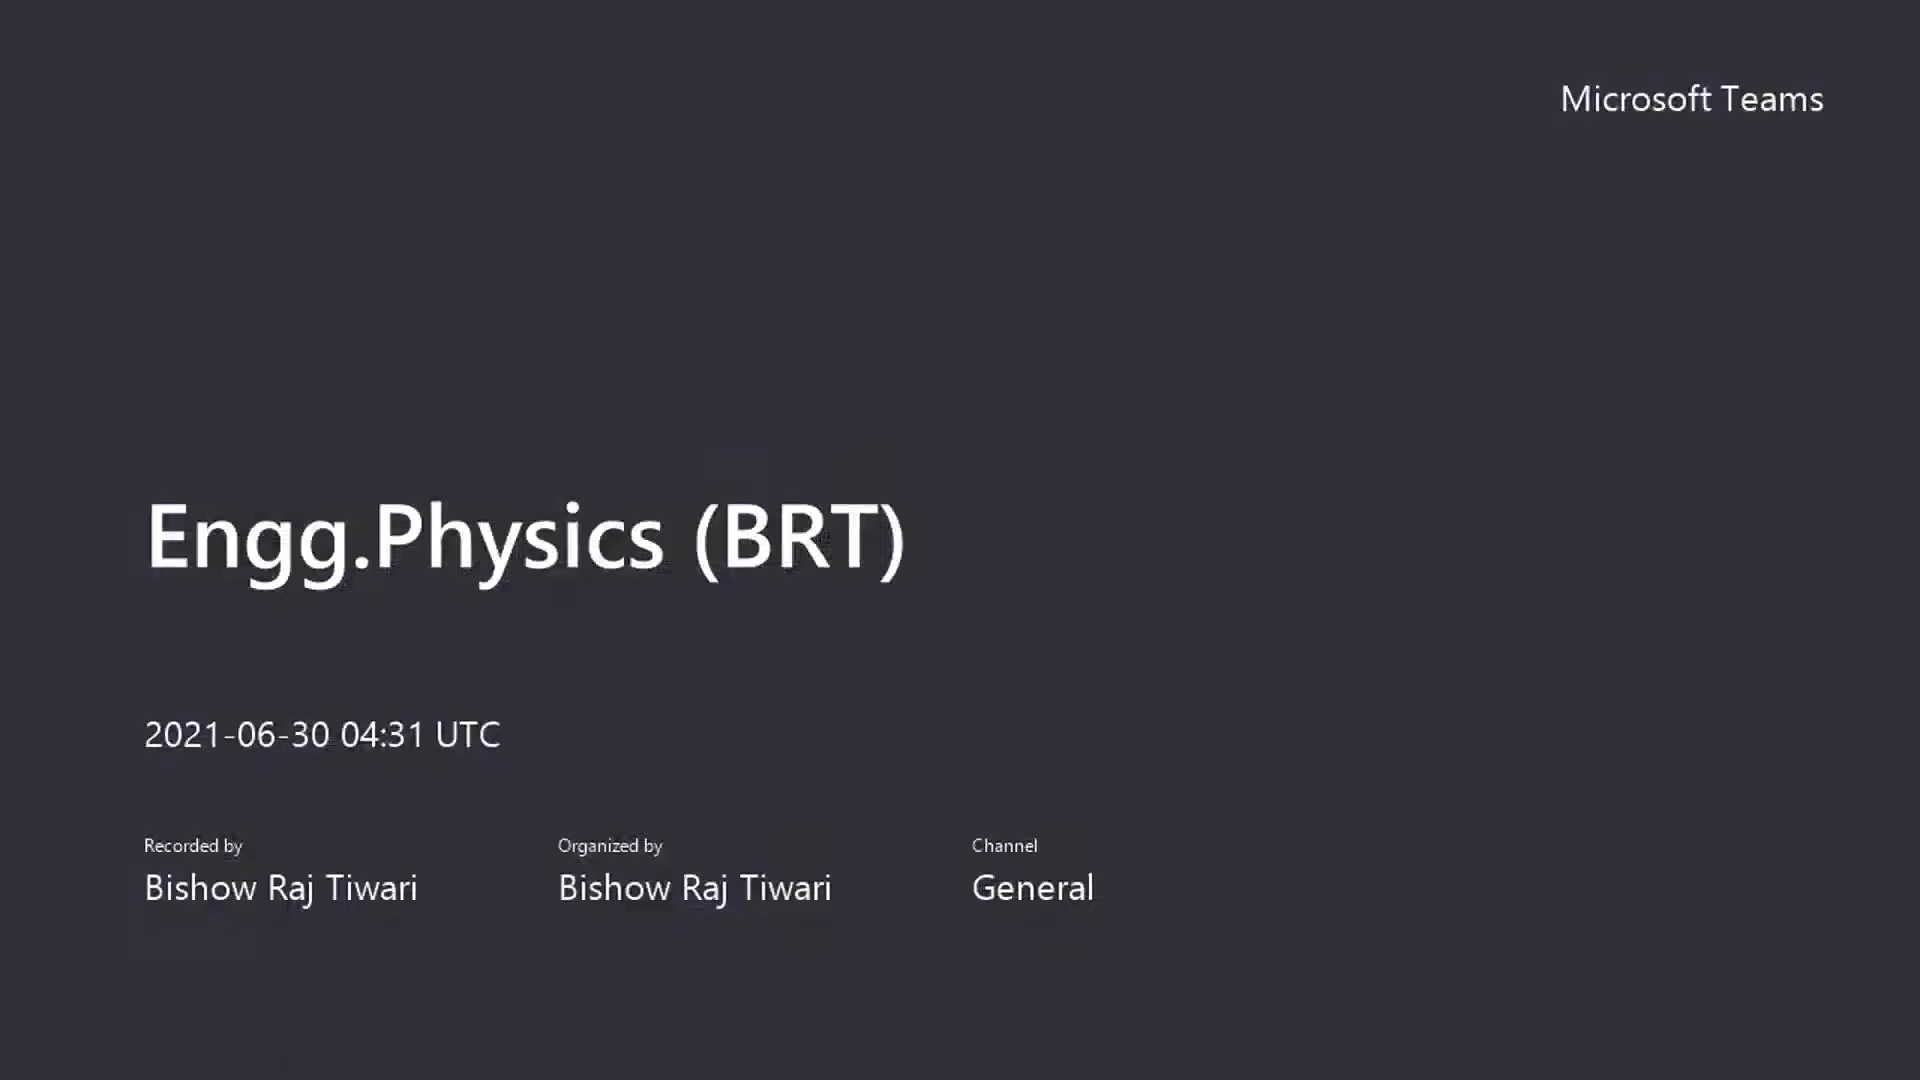 Microsoft Teams
Engg.Physics (BRT)
2021-06-30 04:31 UTC
Recorded by
Bishow Raj Tiwari
Organized by
Bishow Raj Tiwari
Channel
General